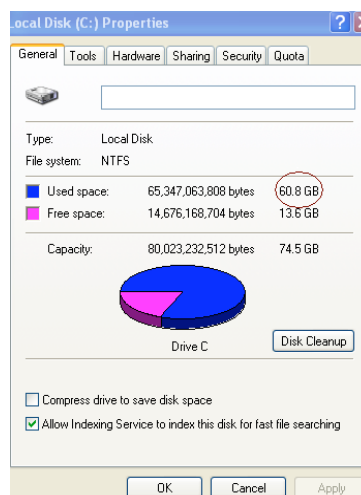 ocal Disk (C:) Properties
General Tools Hardware Sharing Security Quota
Type: Local Disk
File system: NTFS
Used space: 65,347,063,808 bytes 60.8 GB
Free space: 14,676,168,704 bytes 13.6 GB
Capacity: 80,023,232,512 bytes 74.5 GB
Drive C
Disk Cleanup
Compress drive to save disk space
Allow Indexing Service to index this disk for fast file searching
OK Cancel Apply